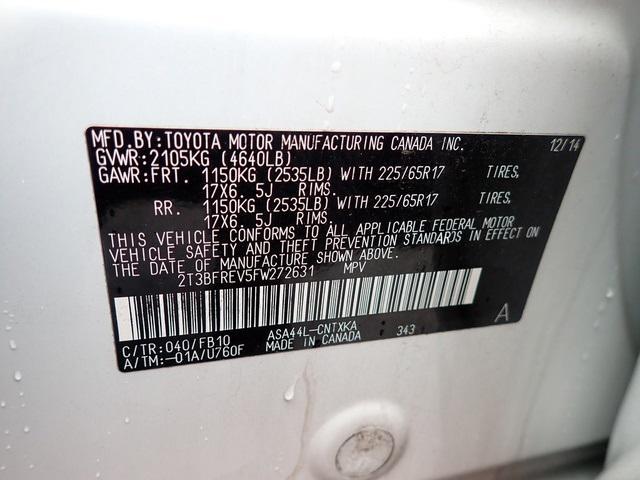 MFD.BY:TOYOTA MOTOR MANUFACTURING CANADA INC. 12/14
GVWR:2105KG (4640LB)
GAWR:FRT. 1150KG (2535LB) WITH 225/65R17 TIRES,
17X6.5J RIMS.
RR. 1150KG (2535LB) WITH 225/65R17 TIRES,
17X6.5J RIMS.
THIS VEHICLE CONFORMS TO ALL APPLICABLE FEDERAL MOTOR
VEHICLE SAFETY AND THEFT PREVENTION STANDARDS IN EFFECT ON
THE DATE OF MANUFACTURE SHOWN ABOVE.
2T3BFREV5FW272631 MPV
ASA44L-CNTXKA 343 A
C/TR:040/FB10 MADE IN CANADA
A/TM:-01A/U760F